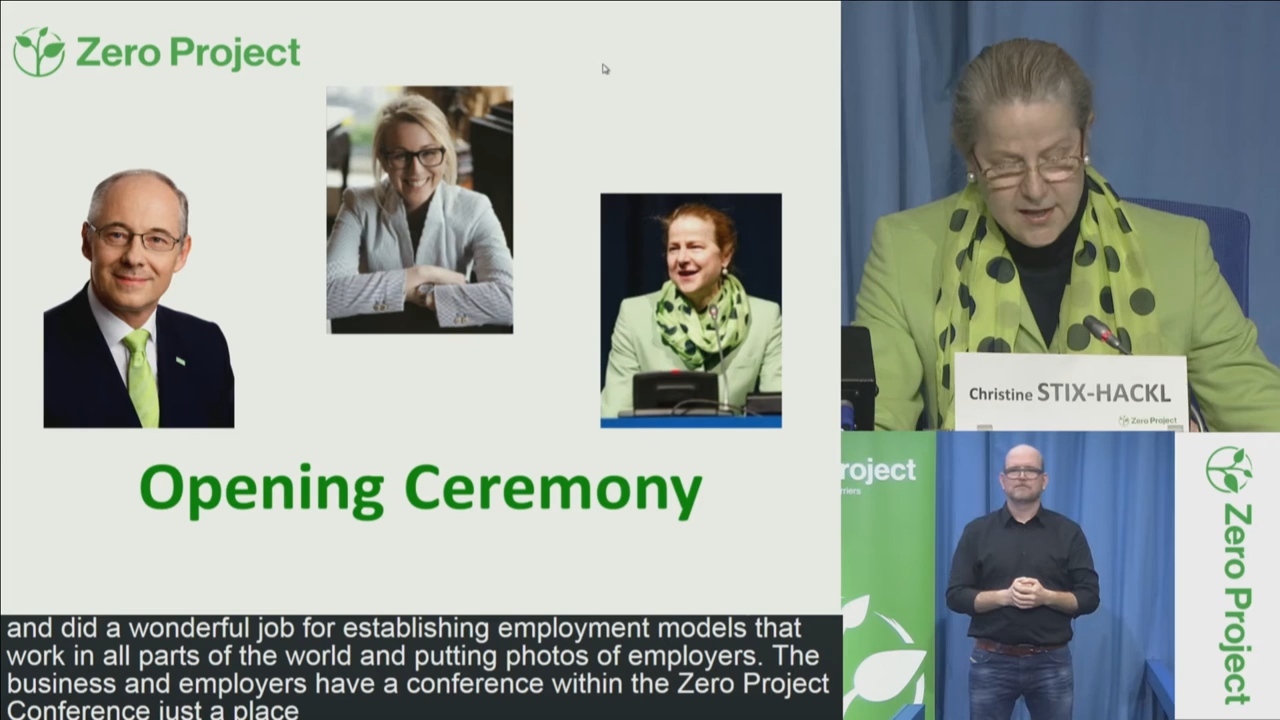 Zero Project
Opening Ceremony
and did a wonderful job for establishing employment models that
work in all parts of the world and putting photos of employers. The
business and employers have a conference within the Zero Project
Conference just a place
Christine STIX-HACKL
Zero Project
roject
rriers
Zero Project